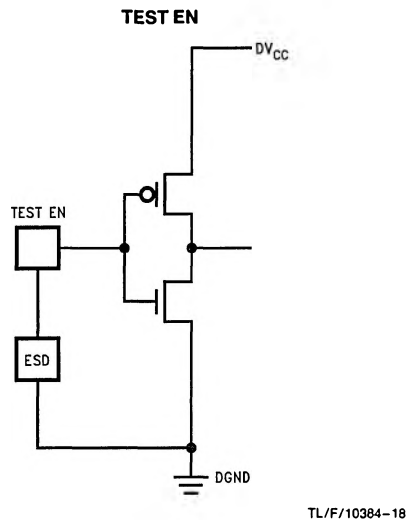 TEST EN
DVCC
TEST EN
ESD
DGND
TL/F/10384–18